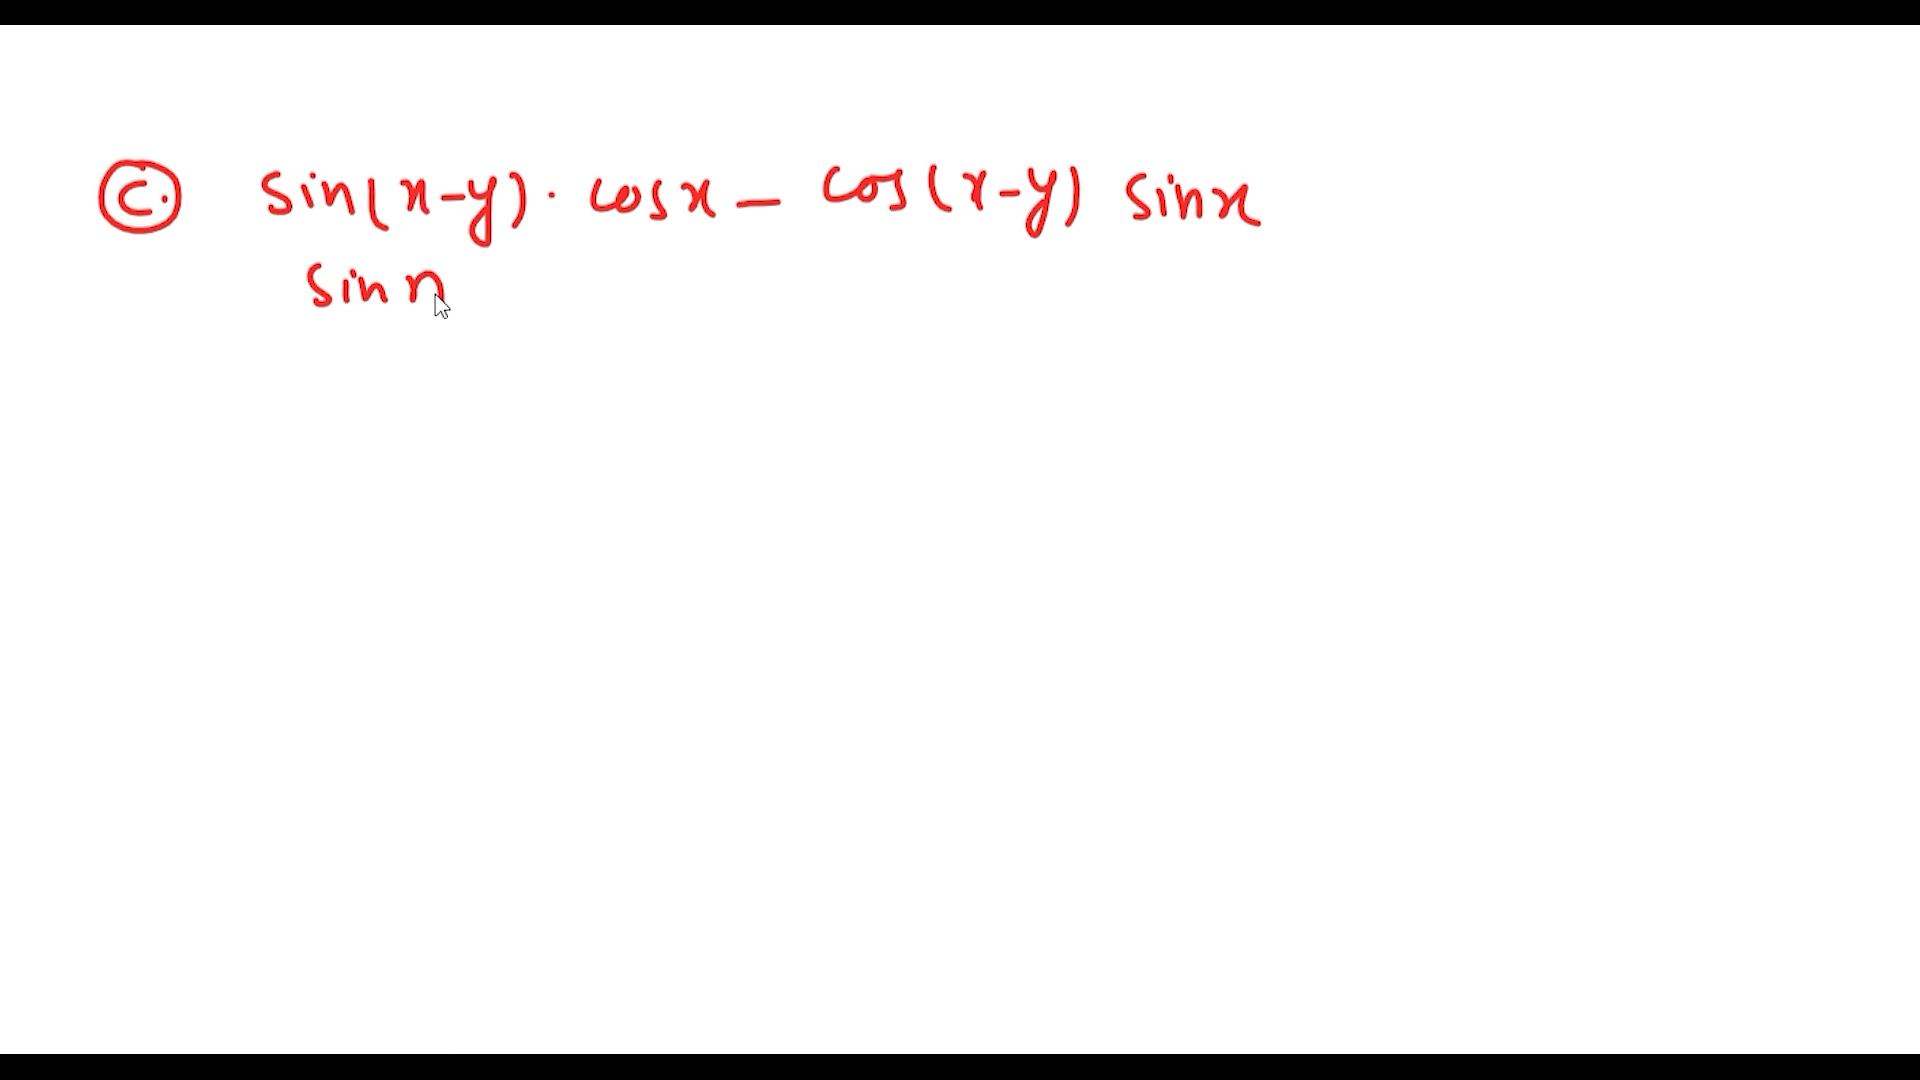 C. sin(x-y) · cosx - cos(x-y) sinx
sin n